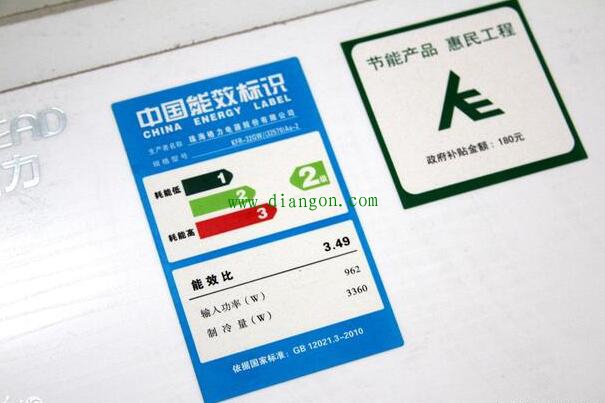 EAD
力
中国能效标识
CHINA ENERGY LABEL
生产者名称 珠海格力电器股份有限公司
规格型号
耗能低
1
2
3
耗能高
2级
能效比 3.49
输入功率(W) 962
制冷量(W) 3360
依据国家标准：GB 12021.3-2010
节能产品 惠民工程
政府补贴金额：180元
www.diangon.com